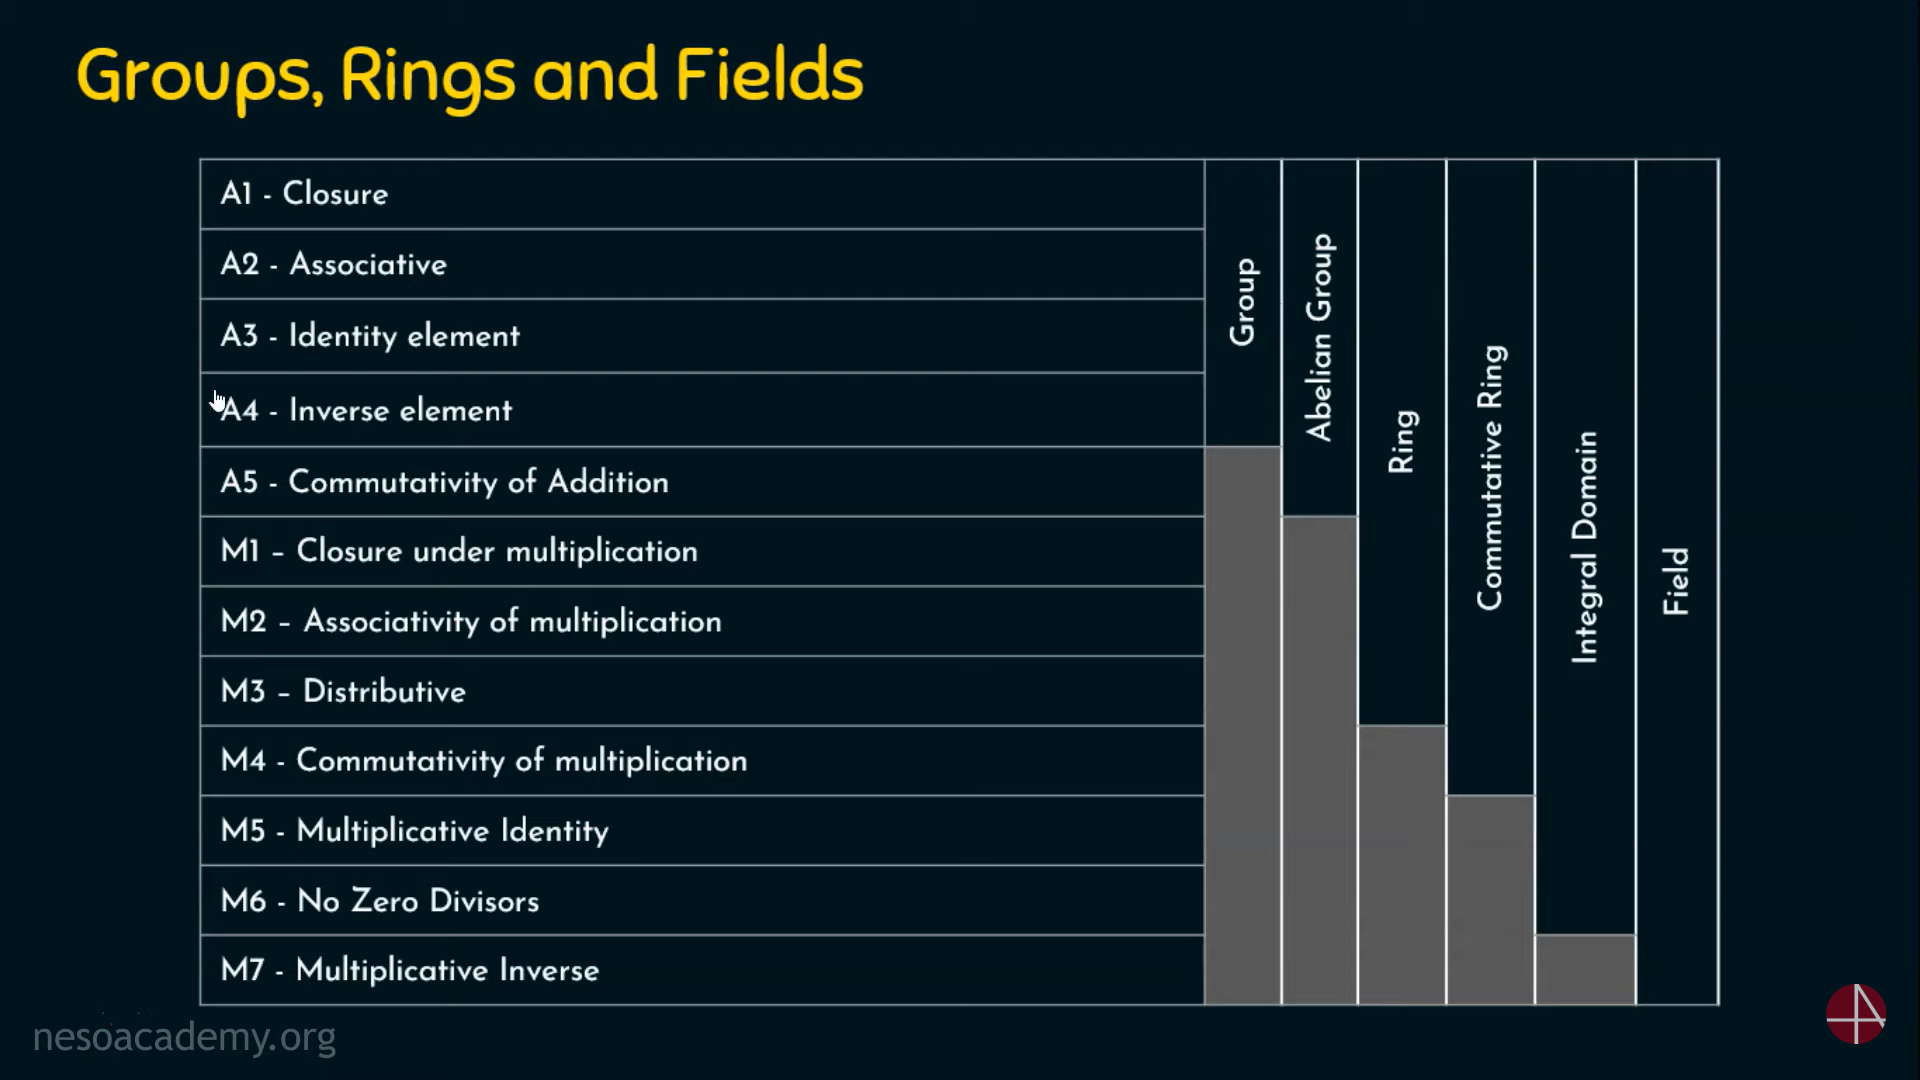 Groups, Rings and Fields
A1 - Closure
A2 - Associative
A3 - Identity element
A4 - Inverse element
A5 - Commutativity of Addition
M1 – Closure under multiplication
M2 – Associativity of multiplication
M3 – Distributive
M4 - Commutativity of multiplication
M5 - Multiplicative Identity
M6 - No Zero Divisors
M7 - Multiplicative Inverse
Group
Abelian Group
Ring
Commutative Ring
Integral Domain
Field
nesoacademy.org